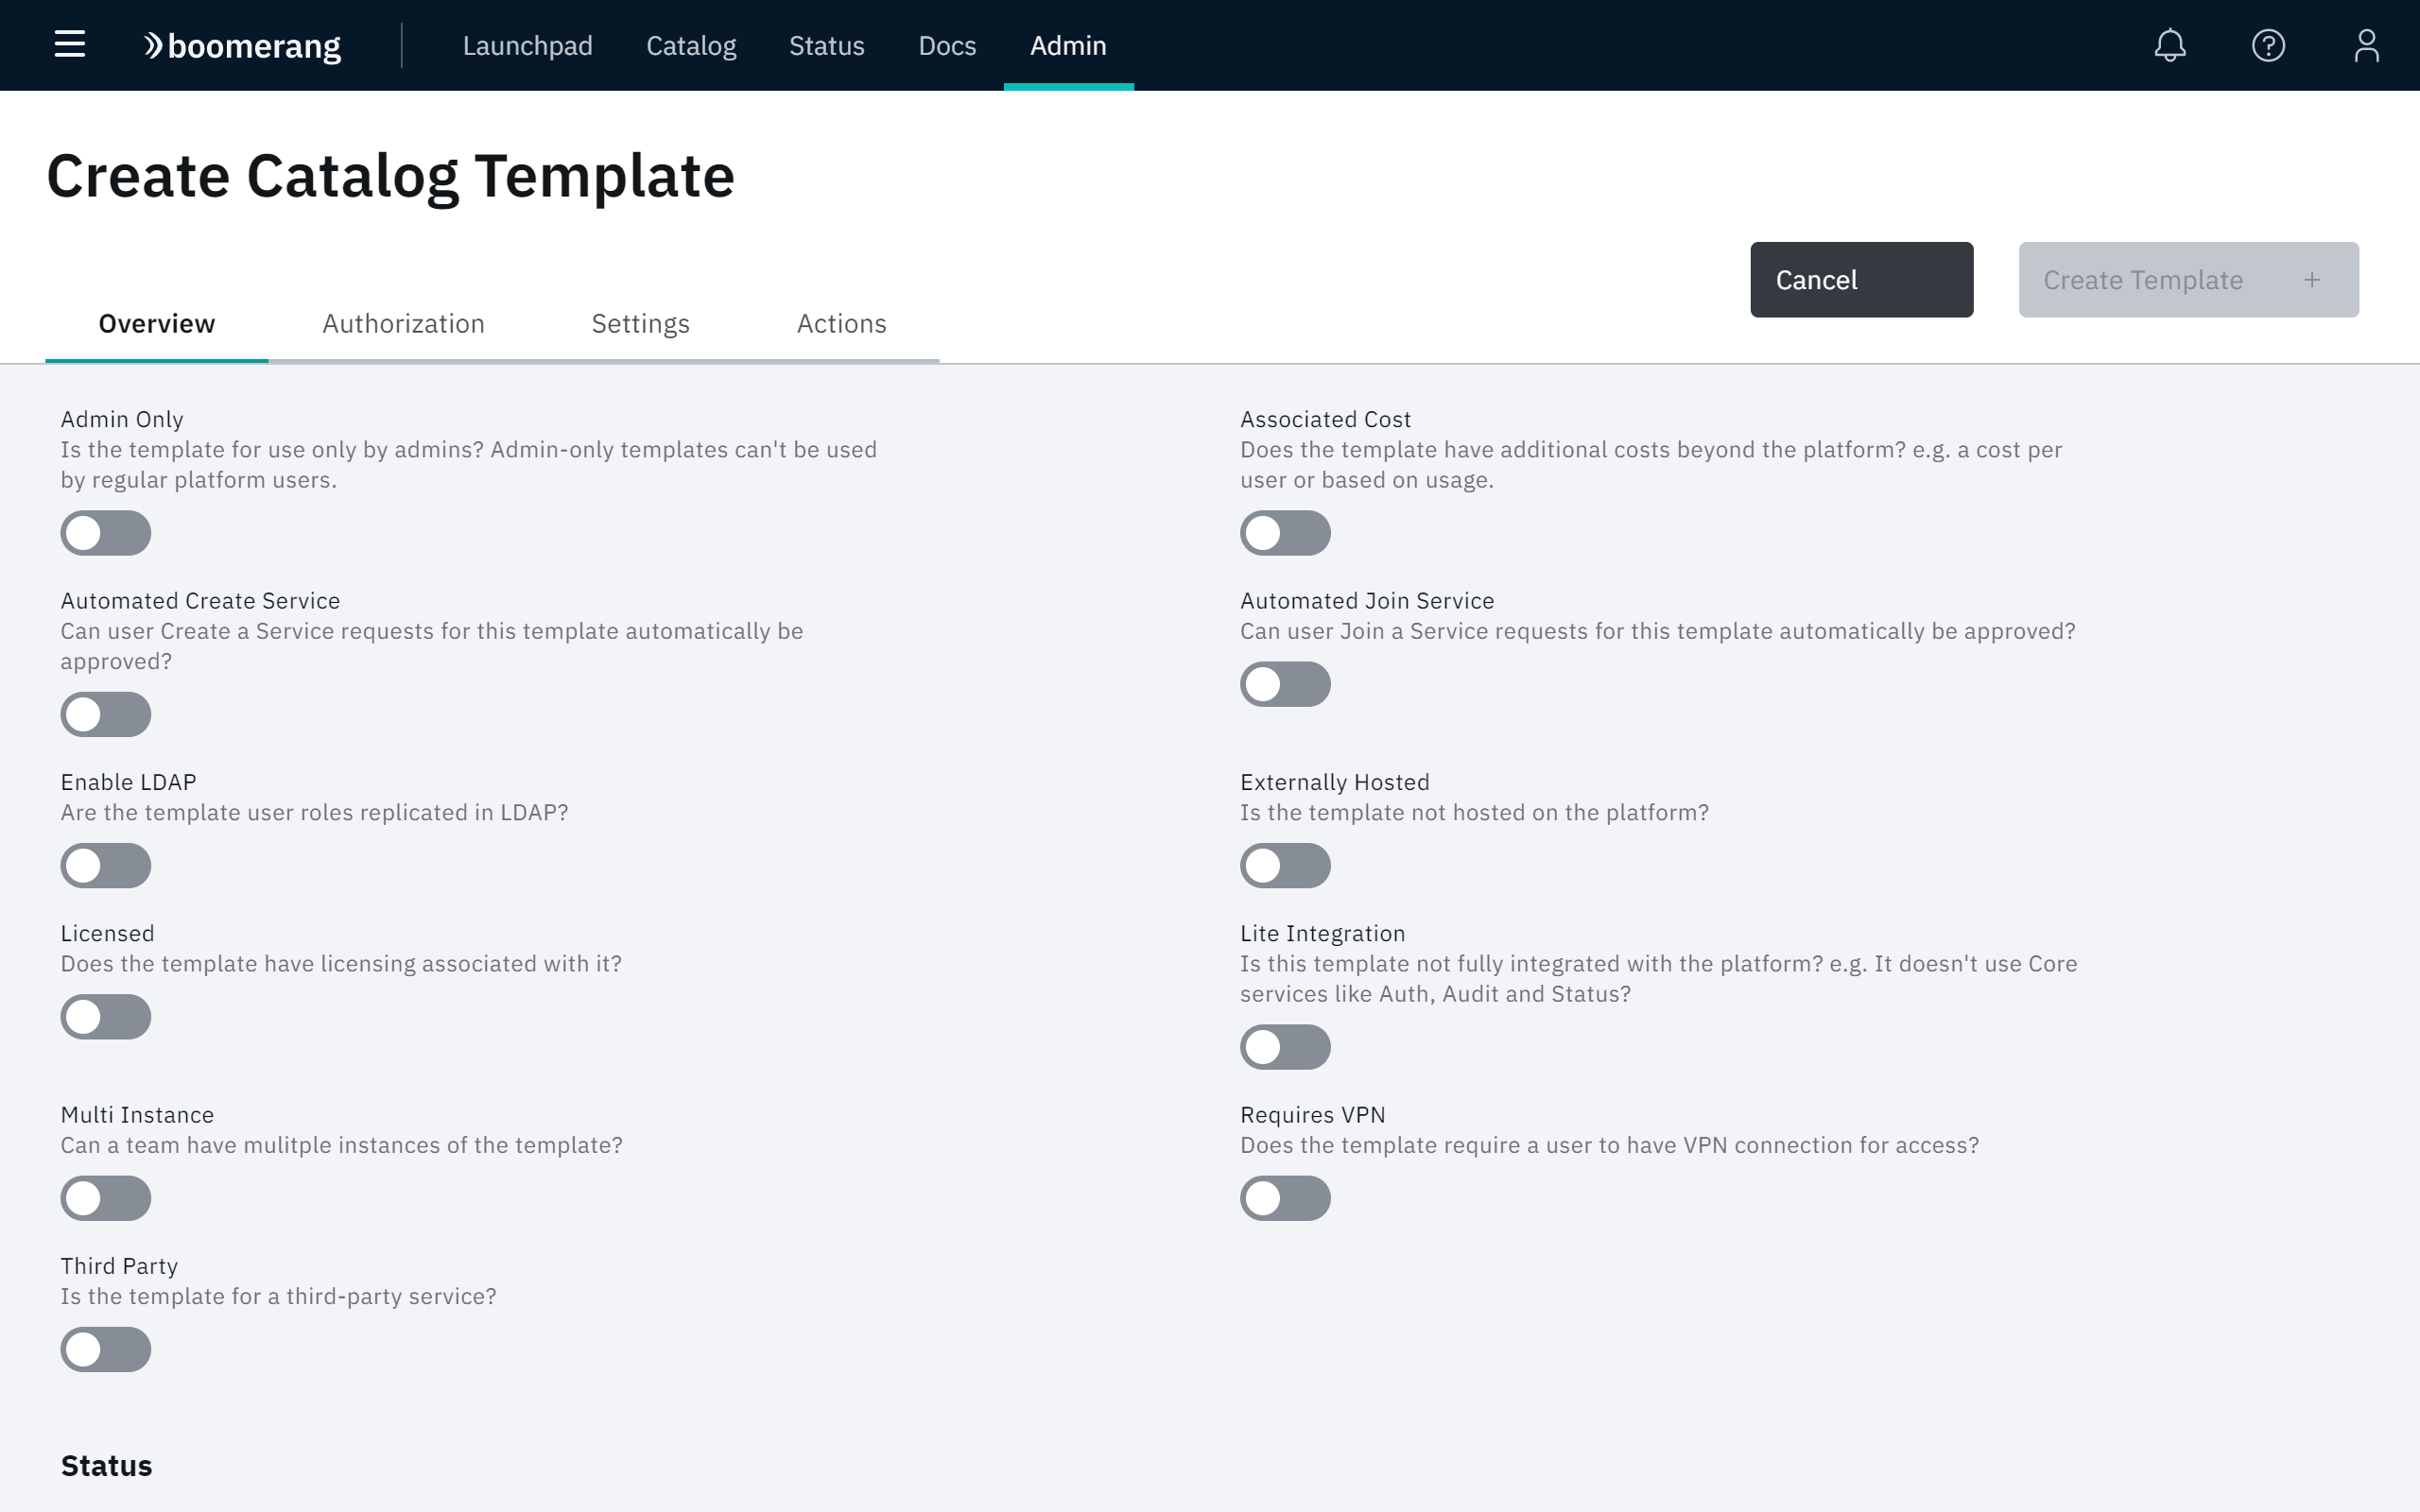 boomerang
Launchpad
Catalog
Status
Docs
Admin
Create Catalog Template
Cancel
Create Template
Overview
Authorization
Settings
Actions
Admin Only
Is the template for use only by admins? Admin-only templates can't be used
by regular platform users.
Associated Cost
Does the template have additional costs beyond the platform? e.g. a cost per
user or based on usage.
Automated Create Service
Can user Create a Service requests for this template automatically be
approved?
Automated Join Service
Can user Join a Service requests for this template automatically be approved?
Enable LDAP
Are the template user roles replicated in LDAP?
Externally Hosted
Is the template not hosted on the platform?
Licensed
Does the template have licensing associated with it?
Lite Integration
Is this template not fully integrated with the platform? e.g. It doesn't use Core
services like Auth, Audit and Status?
Multi Instance
Can a team have mulitple instances of the template?
Requires VPN
Does the template require a user to have VPN connection for access?
Third Party
Is the template for a third-party service?
Status